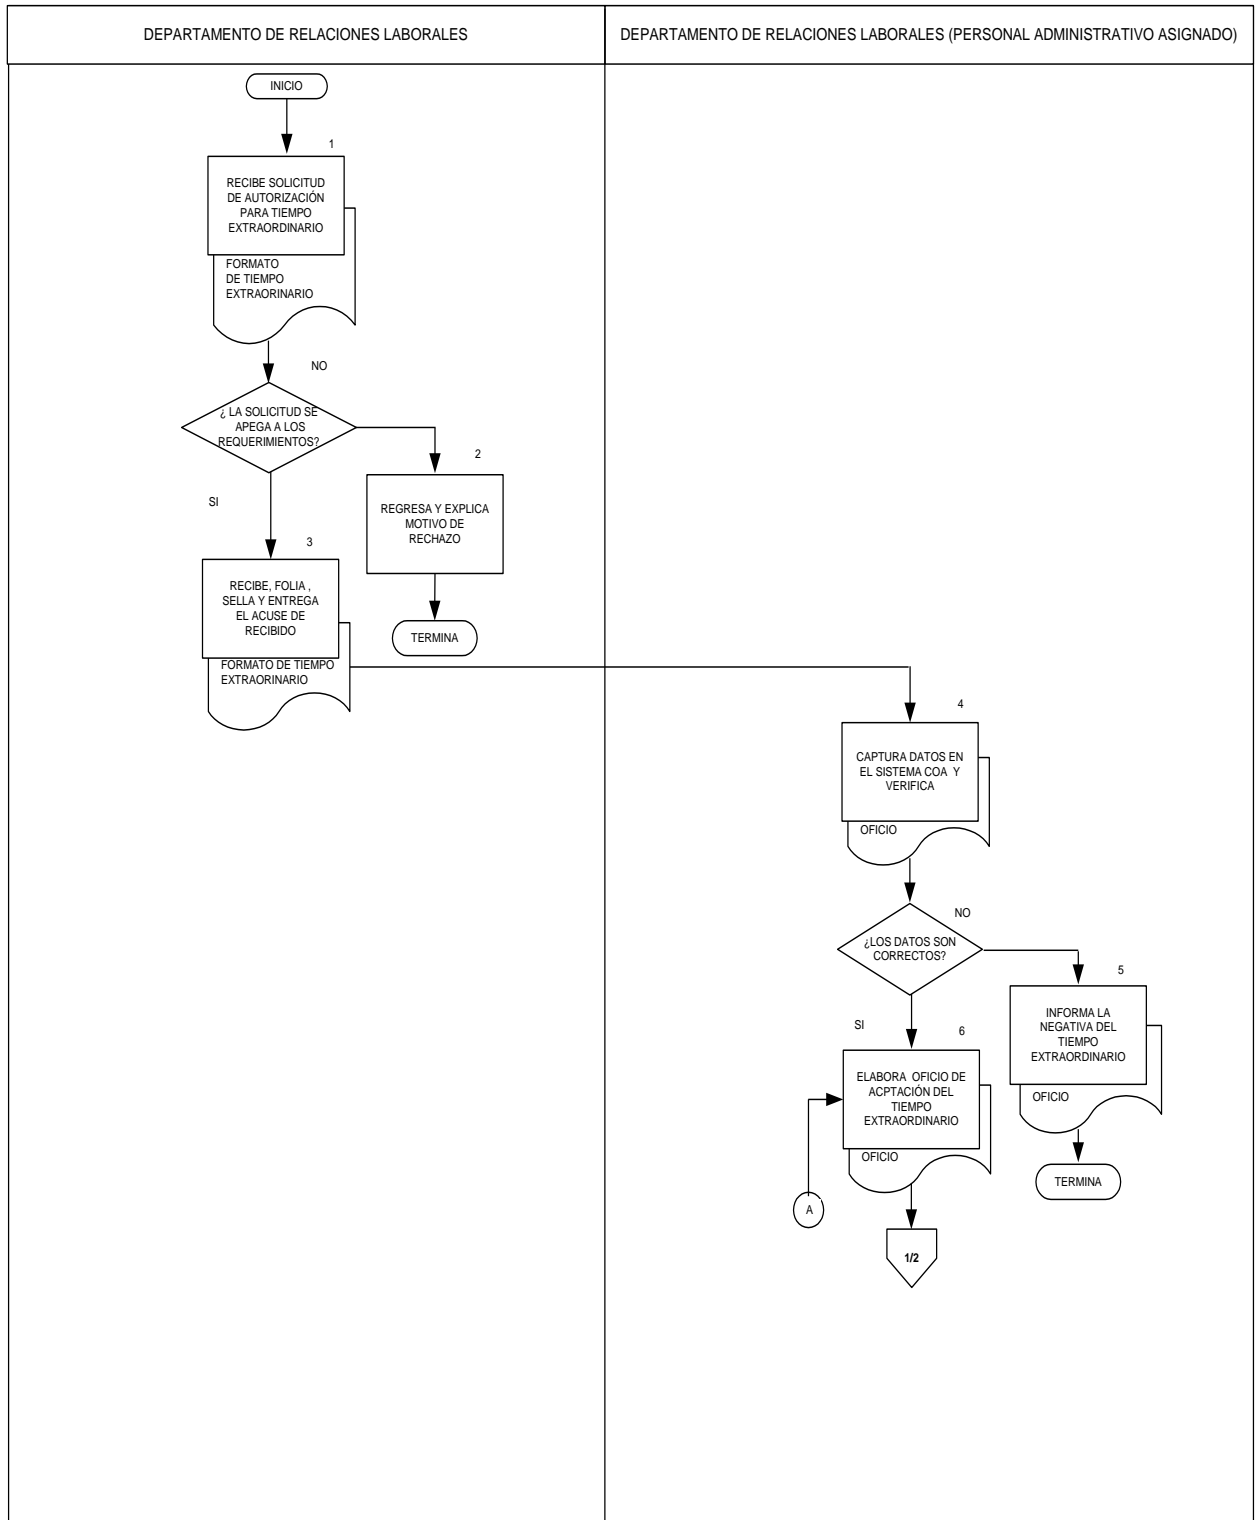 DEPARTAMENTO DE RELACIONES LABORALES
DEPARTAMENTO DE RELACIONES LABORALES (PERSONAL ADMINISTRATIVO ASIGNADO)
INICIO
1
RECIBE SOLICITUD
DE AUTORIZACIÓN
PARA TIEMPO
EXTRAORDINARIO
FORMATO
DE TIEMPO
EXTRAORINARIO
NO
¿ LA SOLICITUD SE
APEGA A LOS
REQUERIMIENTOS?
2
REGRESA Y EXPLICA
MOTIVO DE
RECHAZO
TERMINA
SI
3
RECIBE, FOLIA ,
SELLA Y ENTREGA
EL ACUSE DE
RECIBIDO
FORMATO DE TIEMPO
EXTRAORINARIO
4
CAPTURA DATOS EN
EL SISTEMA COA Y
VERIFICA
OFICIO
NO
¿LOS DATOS SON
CORRECTOS?
5
INFORMA LA
NEGATIVA DEL
TIEMPO
EXTRAORDINARIO
OFICIO
TERMINA
SI
6
ELABORA OFICIO DE
ACPTACIÓN DEL
TIEMPO
EXTRAORDINARIO
OFICIO
A
1/2